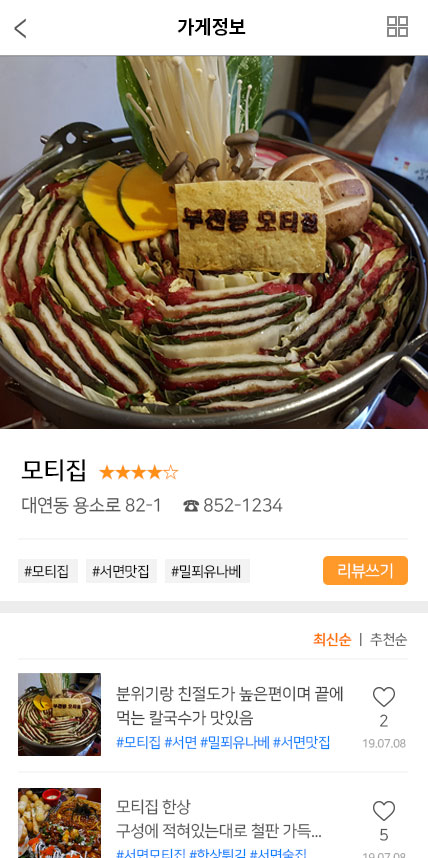 가게정보
부전동 모티집
모티집 ★★★★☆
대연동 용소로 82-1 ☎ 852-1234
#모티집 #서면맛집 #밀푀유나베 리뷰쓰기
최신순 | 추천순
분위기랑 친절도가 높은편이며 끝에
먹는 칼국수가 맛있음
2
#모티집 #서면 #밀푀유나베 #서면맛집 19.07.08
모티집 한상
구성에 적혀있는대로 철판 가득...
5
#서면모티집 #한상튀김 #서면술집 19.07.08